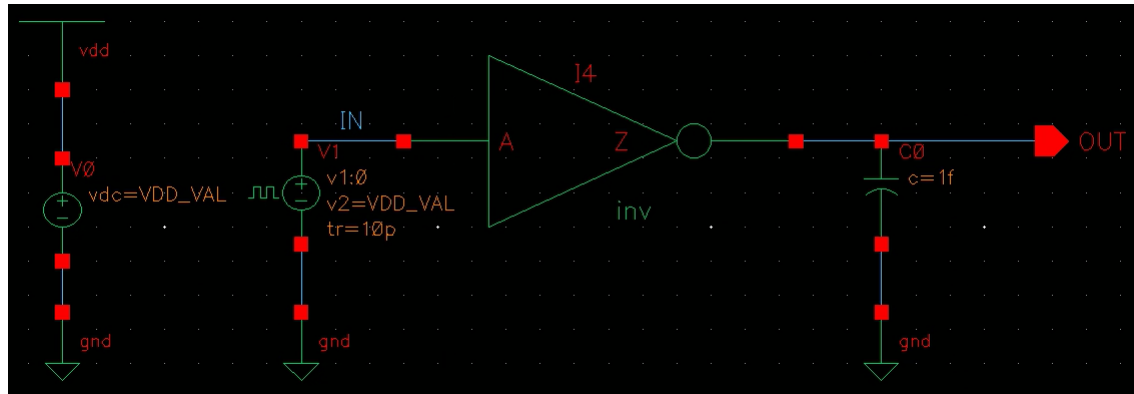 vdd
V0
vdc=VDD_VAL
gnd
IN
V1
v1:0
v2=VDD_VAL
tr=10p
gnd
I4
A
Z
inv
C0
c=1f
gnd
OUT